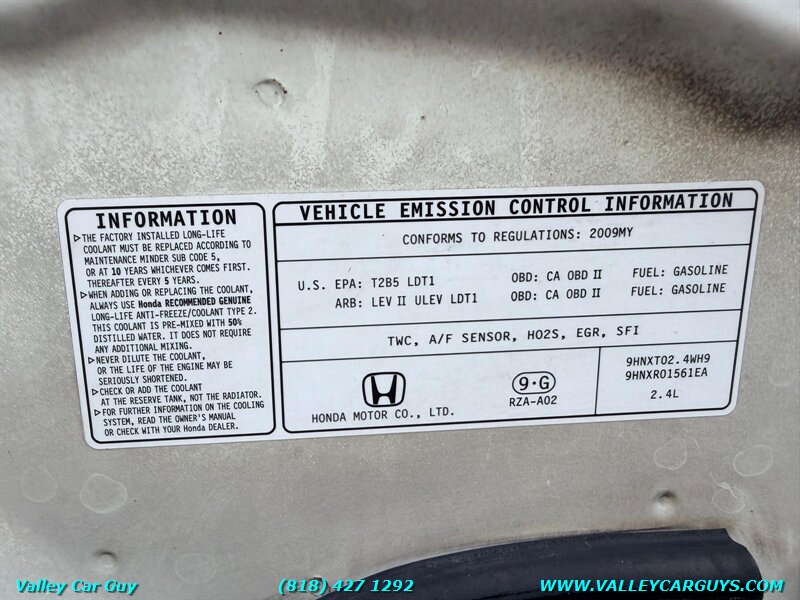 INFORMATION
▷THE FACTORY INSTALLED LONG-LIFE
COOLANT MUST BE REPLACED ACCORDING TO
MAINTENANCE MINDER SUB CODE 5,
OR AT 10 YEARS WHICHEVER COMES FIRST.
THEREAFTER EVERY 5 YEARS.
▷WHEN ADDING OR REPLACING THE COOLANT,
ALWAYS USE Honda RECOMMENDED GENUINE
LONG-LIFE ANTI-FREEZE/COOLANT TYPE 2.
THIS COOLANT IS PRE-MIXED WITH 50%
DISTILLED WATER. IT DOES NOT REQUIRE
ANY ADDITIONAL MIXING.
▷NEVER DILUTE THE COOLANT,
OR THE LIFE OF THE ENGINE MAY BE
SERIOUSLY SHORTENED.
▷CHECK OR ADD THE COOLANT
AT THE RESERVE TANK, NOT THE RADIATOR.
▷FOR FURTHER INFORMATION ON THE COOLING
SYSTEM, READ THE OWNER'S MANUAL
OR CHECK WITH YOUR Honda DEALER.
VEHICLE EMISSION CONTROL INFORMATION
CONFORMS TO REGULATIONS: 2009MY
U.S. EPA: T2B5 LDT1 OBD: CA OBD II FUEL: GASOLINE
ARB: LEV II ULEV LDT1 OBD: CA OBD II FUEL: GASOLINE
TWC, A/F SENSOR, HO2S, EGR, SFI
HONDA MOTOR CO., LTD.
9·G
RZA-A02
9HNXT02.4WH9
9HNXR01561EA
2.4L
Valley Car Guy (818) 427 1292 WWW.VALLEYCARGUYS.COM